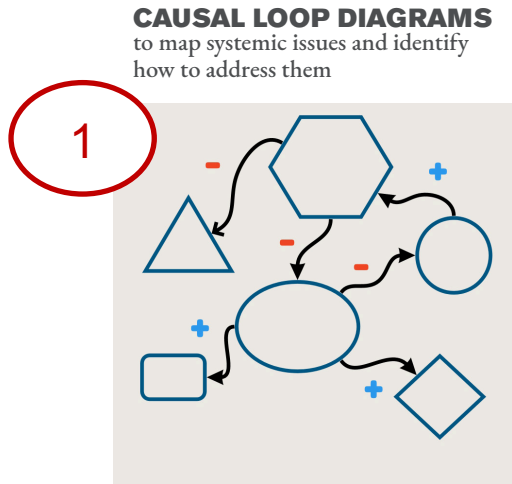 CAUSAL LOOP DIAGRAMS
to map systemic issues and identify
how to address them
1
-
+
-
-
+
+